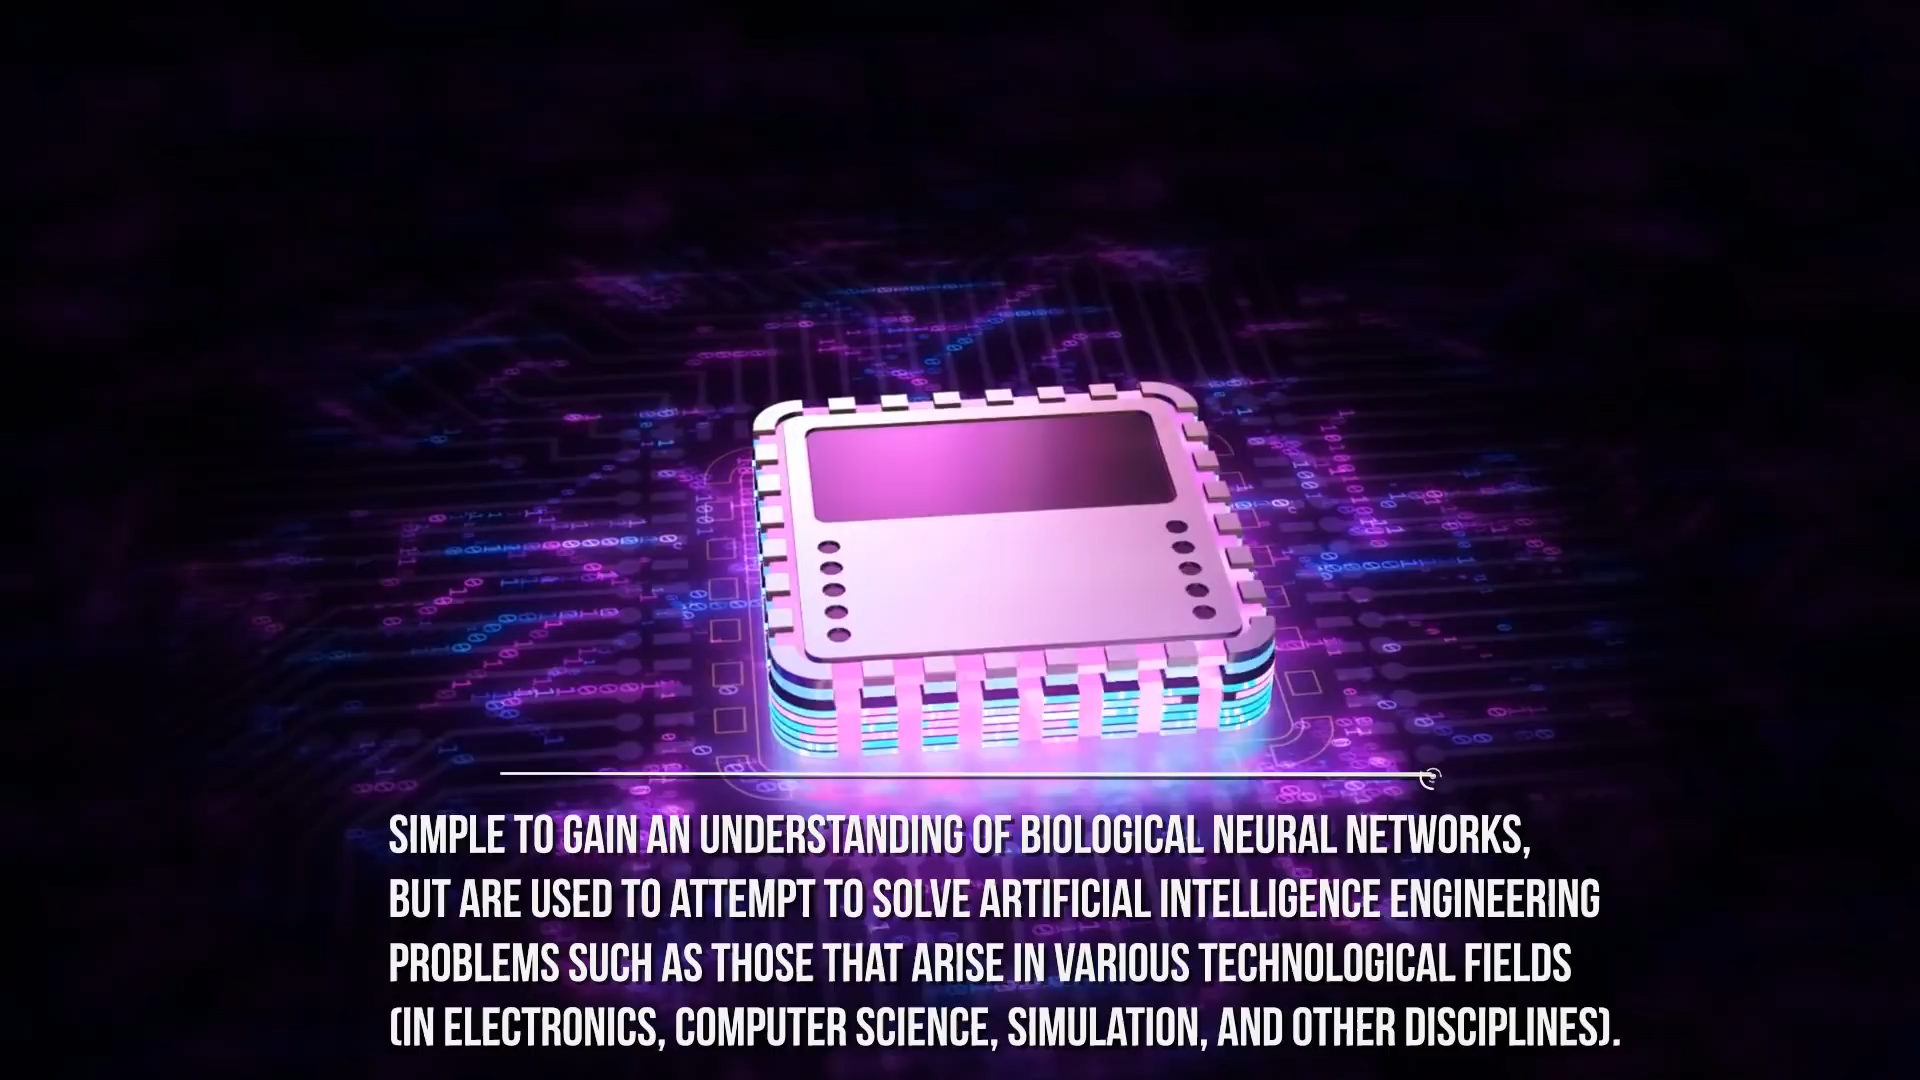 SIMPLE TO GAIN AN UNDERSTANDING OF BIOLOGICAL NEURAL NETWORKS,
BUT ARE USED TO ATTEMPT TO SOLVE ARTIFICIAL INTELLIGENCE ENGINEERING
PROBLEMS SUCH AS THOSE THAT ARISE IN VARIOUS TECHNOLOGICAL FIELDS
(IN ELECTRONICS, COMPUTER SCIENCE, SIMULATION, AND OTHER DISCIPLINES).